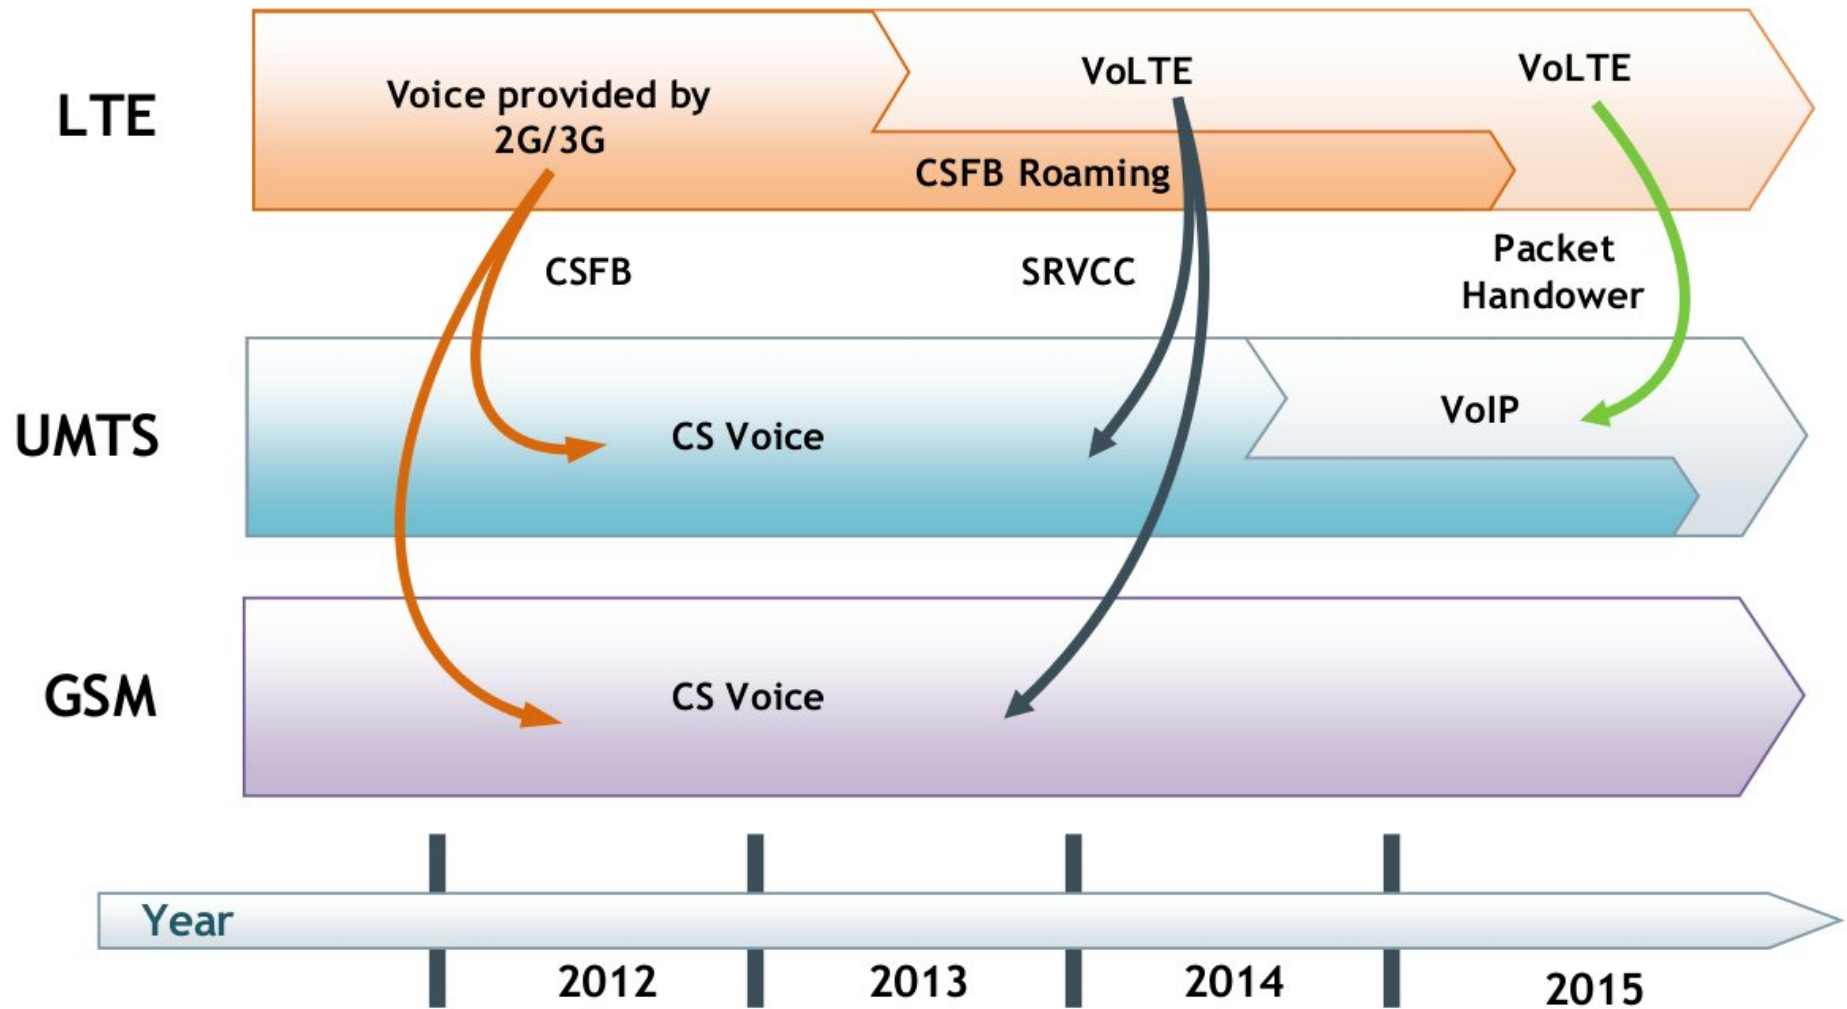 LTE
Voice provided by
2G/3G
VoLTE
VoLTE
CSFB Roaming
CSFB
SRVCC
Packet
Handower
UMTS
CS Voice
VoIP
GSM
CS Voice
Year
2012
2013
2014
2015